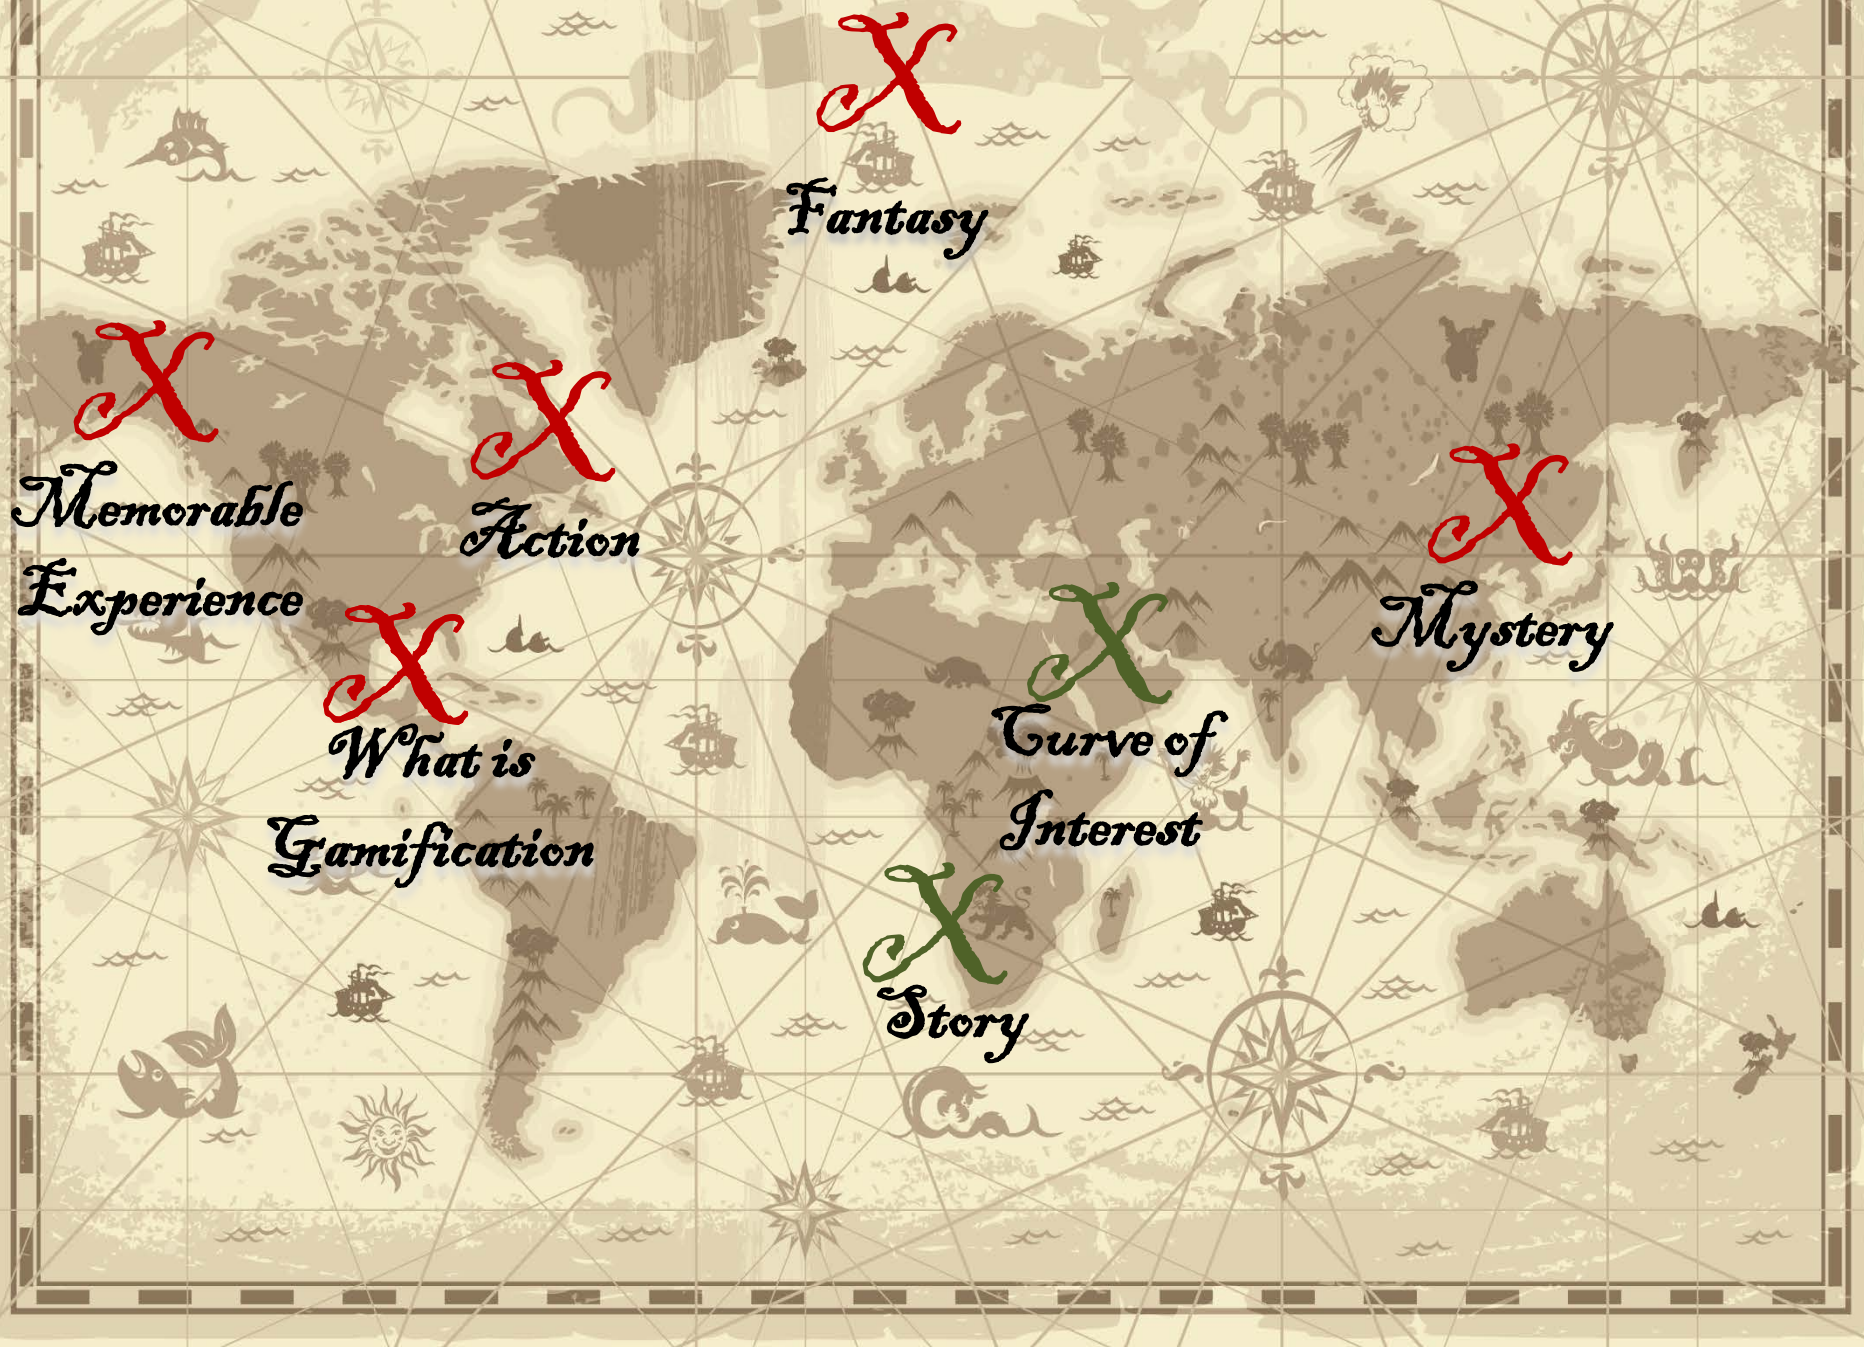 X
Fantasy
X
Memorable
Experience
X
Action
X
What is
Gamification
X
Mystery
X
Curve of
Interest
X
Story